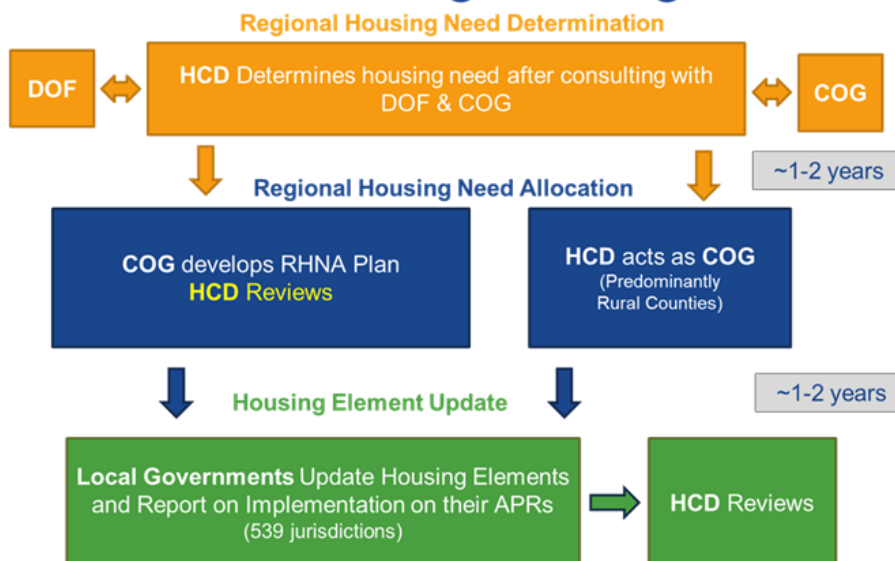 Regional Housing Need Determination
DOF
HCD Determines housing need after consulting with
DOF & COG
COG
~1-2 years
Regional Housing Need Allocation
COG develops RHNA Plan
HCD Reviews
HCD acts as COG
(Predominantly
Rural Counties)
~1-2 years
Housing Element Update
Local Governments Update Housing Elements
and Report on Implementation on their APRs
(539 jurisdictions)
HCD Reviews